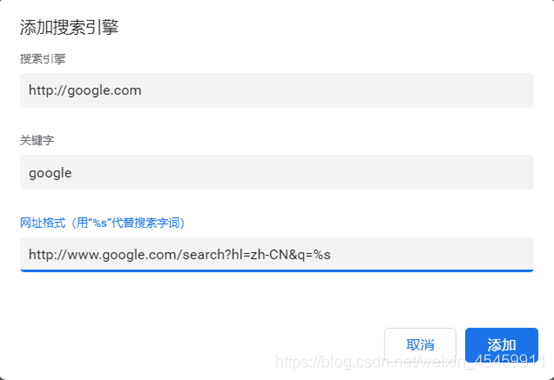 添加搜索引擎
搜索引擎
http://google.com
关键字
google
网址格式（用“%s”代替搜索字词）
http://www.google.com/search?hl=zh-CN&q=%s
取消
添加
https://blog.csdn.net/weixin_45459911